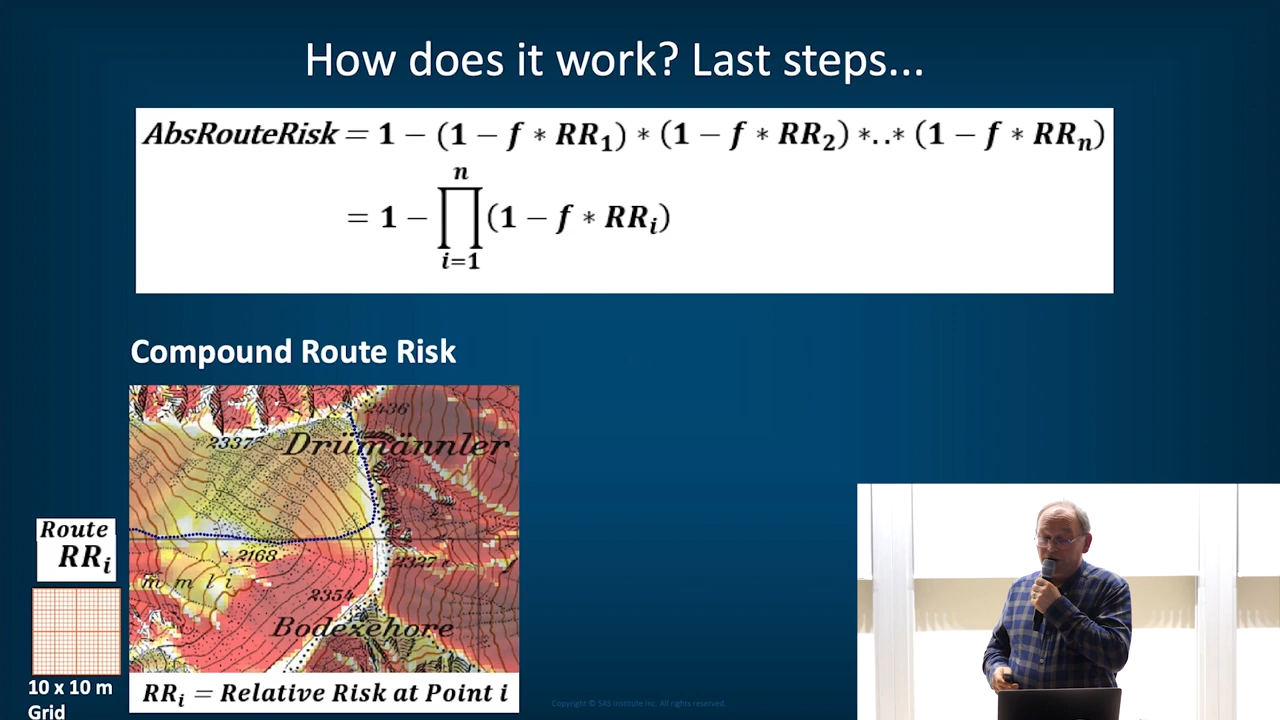 How does it work? Last steps...
AbsRouteRisk = 1 − (1 − f ∗ RR₁) ∗ (1 − f ∗ RR₂) ∗..∗ (1 − f ∗ RRₙ)
n
= 1 − ∏(1 − f ∗ RRᵢ)
i=1
Compound Route Risk
2436
2337
Drümännler
Route
RRᵢ
2168
2327
m m l i
2354
Bodezehore
10 x 10 m
Grid
RRᵢ = Relative Risk at Point i
Copyright © SAS Institute Inc. All rights reserved.